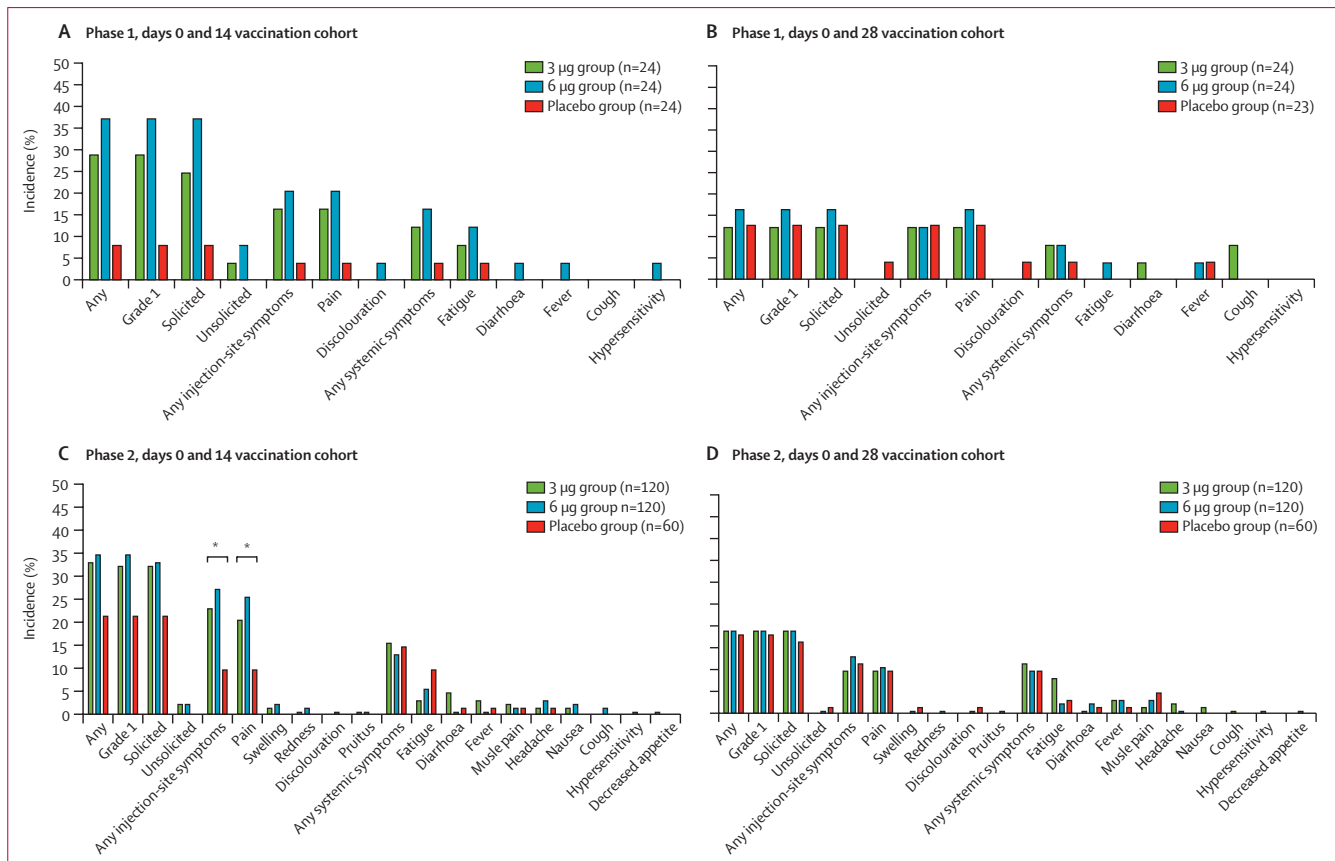 A Phase 1, days 0 and 14 vaccination cohort
50
45
40
35
30
25
20
15
10
5
0
Incidence (%)
3 µg group (n=24)
6 µg group (n=24)
Placebo group (n=24)
Any
Grade 1
Solicited
Unsolicited
Any injection-site symptoms
Pain
Discolouration
Any systemic symptoms
Fatigue
Diarrhoea
Fever
Cough
Hypersensitivity
B Phase 1, days 0 and 28 vaccination cohort
3 µg group (n=24)
6 µg group (n=24)
Placebo group (n=23)
Any
Grade 1
Solicited
Unsolicited
Any injection-site symptoms
Pain
Discolouration
Any systemic symptoms
Fatigue
Diarrhoea
Fever
Cough
Hypersensitivity
C Phase 2, days 0 and 14 vaccination cohort
50
45
40
35
30
25
20
15
10
5
0
Incidence (%)
3 µg group (n=120)
6 µg group n=120)
Placebo group (n=60)
*
*
Any
Grade 1
Solicited
Unsolicited
Any injection-site symptoms
Pain
Swelling
Redness
Discolouration
Pruitus
Any systemic symptoms
Fatigue
Diarrhoea
Fever
Musle pain
Headache
Nausea
Cough
Hypersensitivity
Decreased appetite
D Phase 2, days 0 and 28 vaccination cohort
3 µg group (n=120)
6 µg group (n=120)
Placebo group (n=60)
Any
Grade 1
Solicited
Unsolicited
Any injection-site symptoms
Pain
Swelling
Redness
Discolouration
Pruitus
Any systemic symptoms
Fatigue
Diarrhoea
Fever
Musle pain
Headache
Nausea
Cough
Hypersensitivity
Decreased appetite